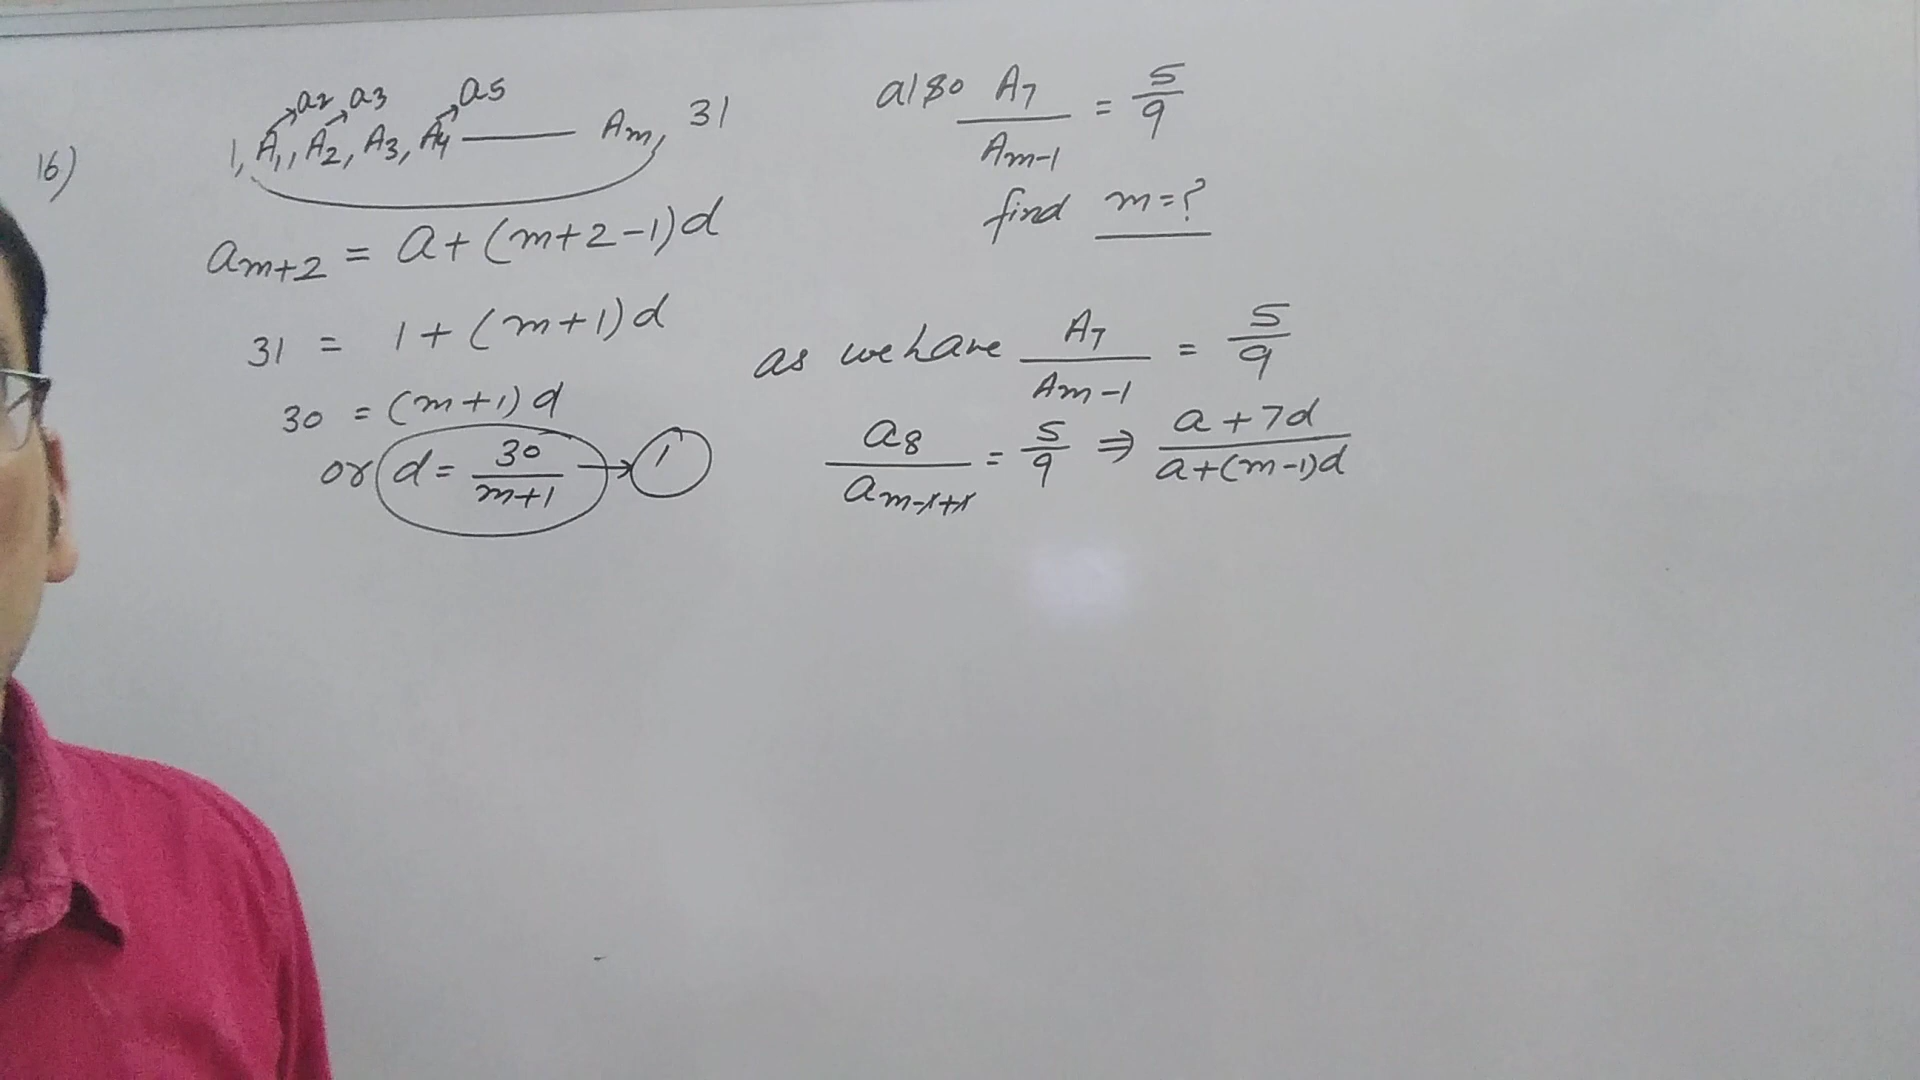 16)
a2 a3 a5
1, A1, A2, A3, A4 —— Am, 31
am+2 = a + (m+2-1)d
31 = 1 + (m+1)d
30 = (m+1)d
or d = 30/m+1 → 1
also A7/Am-1 = 5/9
find m=?
as we have A7/Am-1 = 5/9
a8/am-1+1 = 5/9 ⇒ a+7d/a+(m-1)d